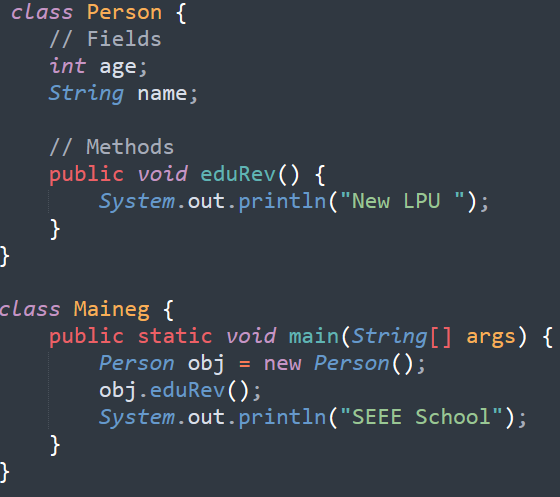 class Person {
    // Fields
    int age;
    String name;

    // Methods
    public void eduRev() {
        System.out.println("New LPU ");
    }
}

class Maineg {
    public static void main(String[] args) {
        Person obj = new Person();
        obj.eduRev();
        System.out.println("SEEE School");
    }
}